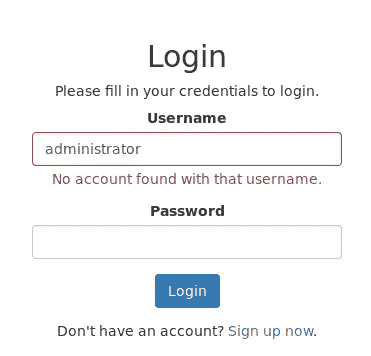 Login
Please fill in your credentials to login.
Username
administrator
No account found with that username.
Password
Login
Don't have an account? Sign up now.